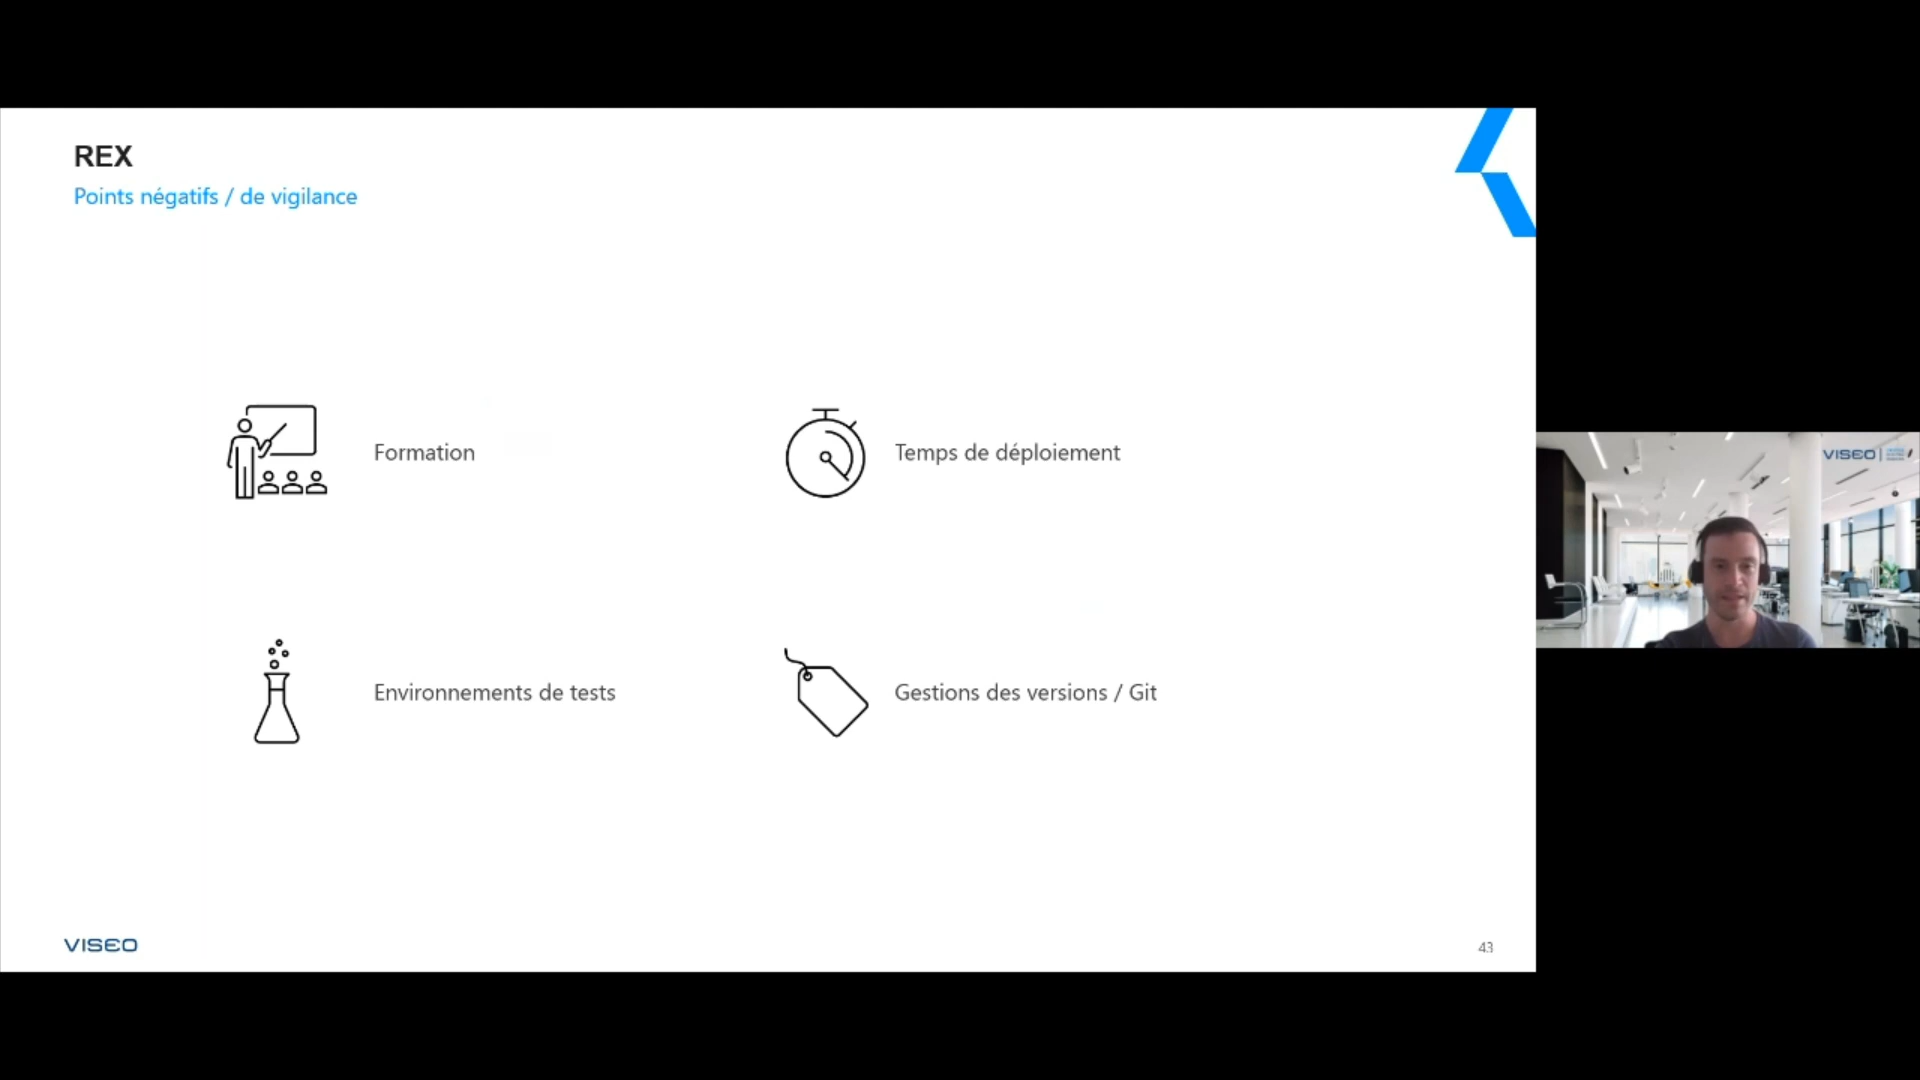 REX
Points négatifs / de vigilance
Formation
Temps de déploiement
Environnements de tests
Gestions des versions / Git
VISEO
43
VISEO